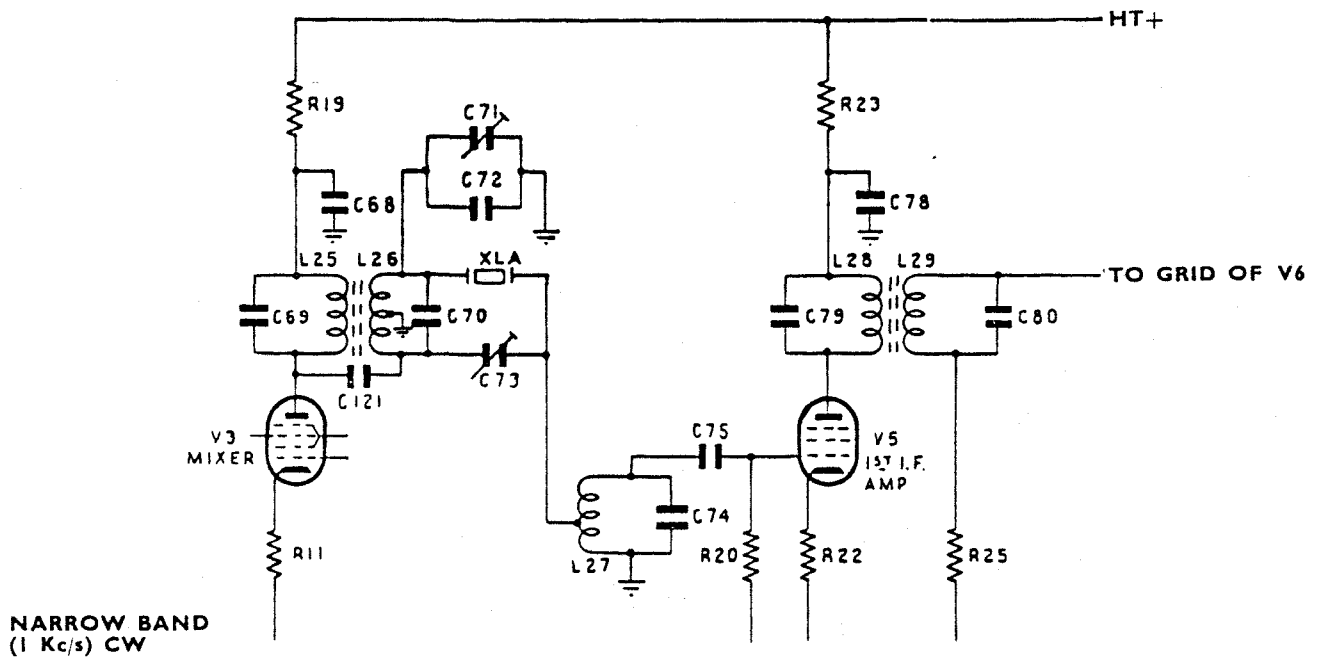 HT+
R19
C71
R23
C72
C68
C78
L25 L26
XLA
L28 L29
TO GRID OF V6
C69
C70
C79
C80
C73
C121
V3
MIXER
C75
V5
1ST I.F.
AMP
C74
R11
L27
R20
R22
R25
NARROW BAND
(1 Kc/s) CW